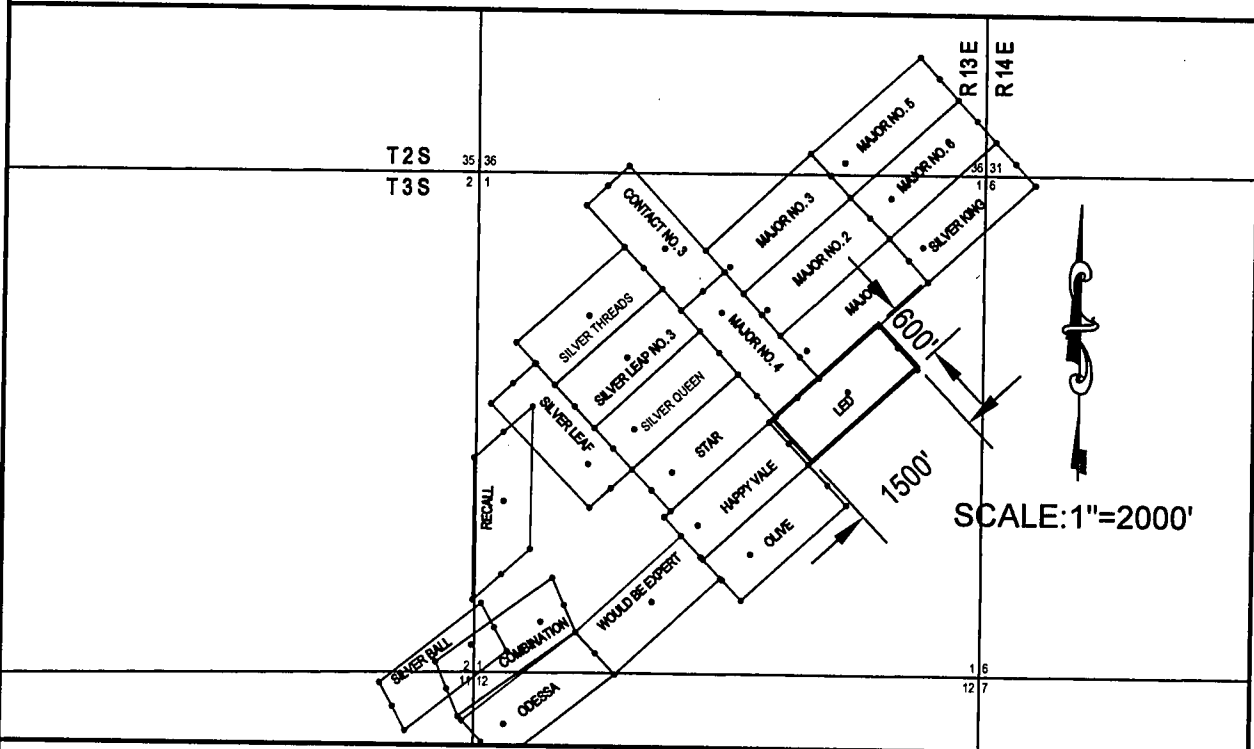 R13E
R14E
MAJOR NO. 5
T2S
35 36
36 31
MAJOR NO. 6
T3S
2 1
1 6
CONTACT NO. 3
MAJOR NO. 3
SILVER KING
MAJOR NO. 2
SILVER THREADS
MAJOR
600'
MAJOR NO. 4
SILVER LEAP NO. 3
SILVER QUEEN
LED
SILVER LEAF
STAR
HAPPY VALE
1500'
RECALL
SCALE:1"=2000'
OLIVE
WOULD BE EXPERT
COMBINATION
SILVER BALL
2 1
1 6
11 12
12 7
ODESSA